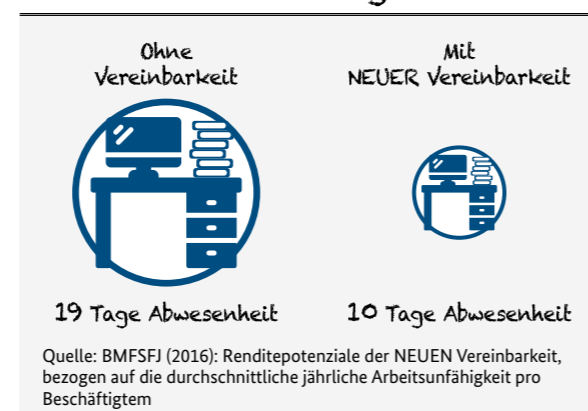 Ohne
Vereinbarkeit
Mit
NEUER Vereinbarkeit
19 Tage Abwesenheit
10 Tage Abwesenheit
Quelle: BMFSFJ (2016): Renditepotenziale der NEUEN Vereinbarkeit,
bezogen auf die durchschnittliche jährliche Arbeitsunfähigkeit pro
Beschäftigtem